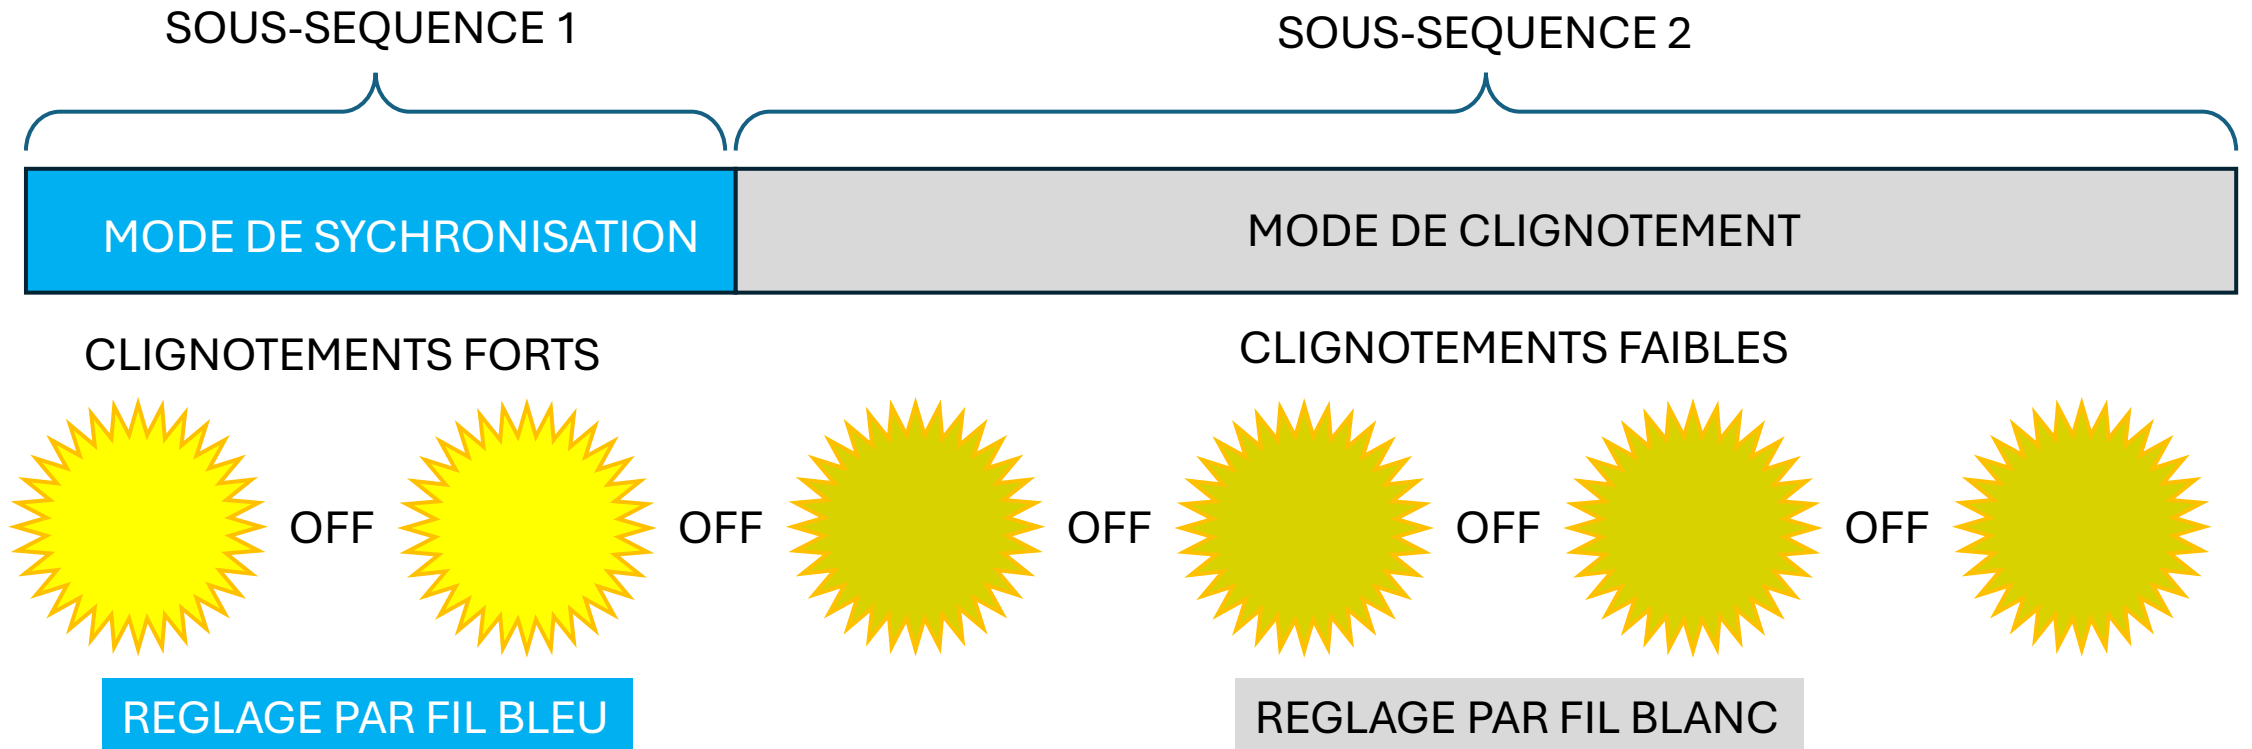 SOUS-SEQUENCE 1
SOUS-SEQUENCE 2
MODE DE SYCHRONISATION
MODE DE CLIGNOTEMENT
CLIGNOTEMENTS FORTS
CLIGNOTEMENTS FAIBLES
OFF
OFF
OFF
OFF
OFF
REGLAGE PAR FIL BLEU
REGLAGE PAR FIL BLANC